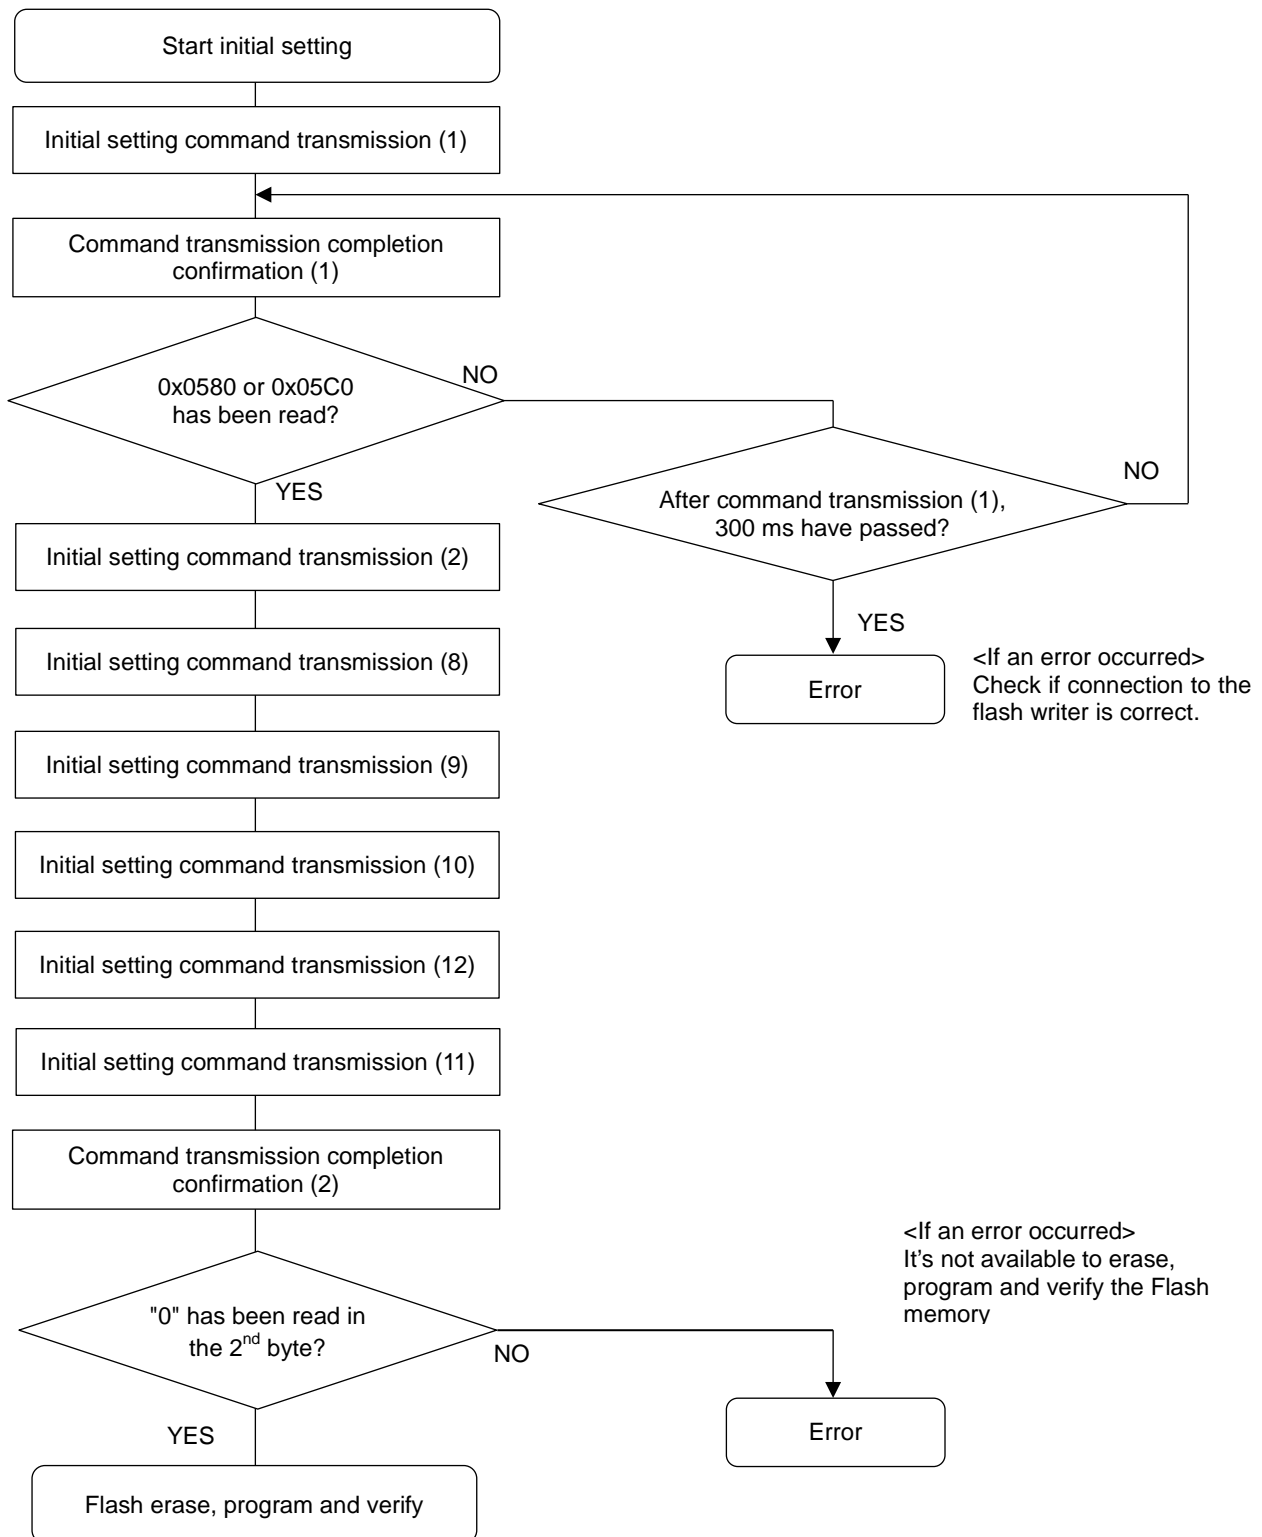 Start initial setting
Initial setting command transmission (1)
Command transmission completion
confirmation (1)
0x0580 or 0x05C0
has been read?
NO
YES
After command transmission (1),
300 ms have passed?
NO
YES
Error
<If an error occurred>
Check if connection to the
flash writer is correct.
Initial setting command transmission (2)
Initial setting command transmission (8)
Initial setting command transmission (9)
Initial setting command transmission (10)
Initial setting command transmission (12)
Initial setting command transmission (11)
Command transmission completion
confirmation (2)
"0" has been read in
the 2nd byte?
NO
YES
<If an error occurred>
It's not available to erase,
program and verify the Flash
memory
Error
Flash erase, program and verify